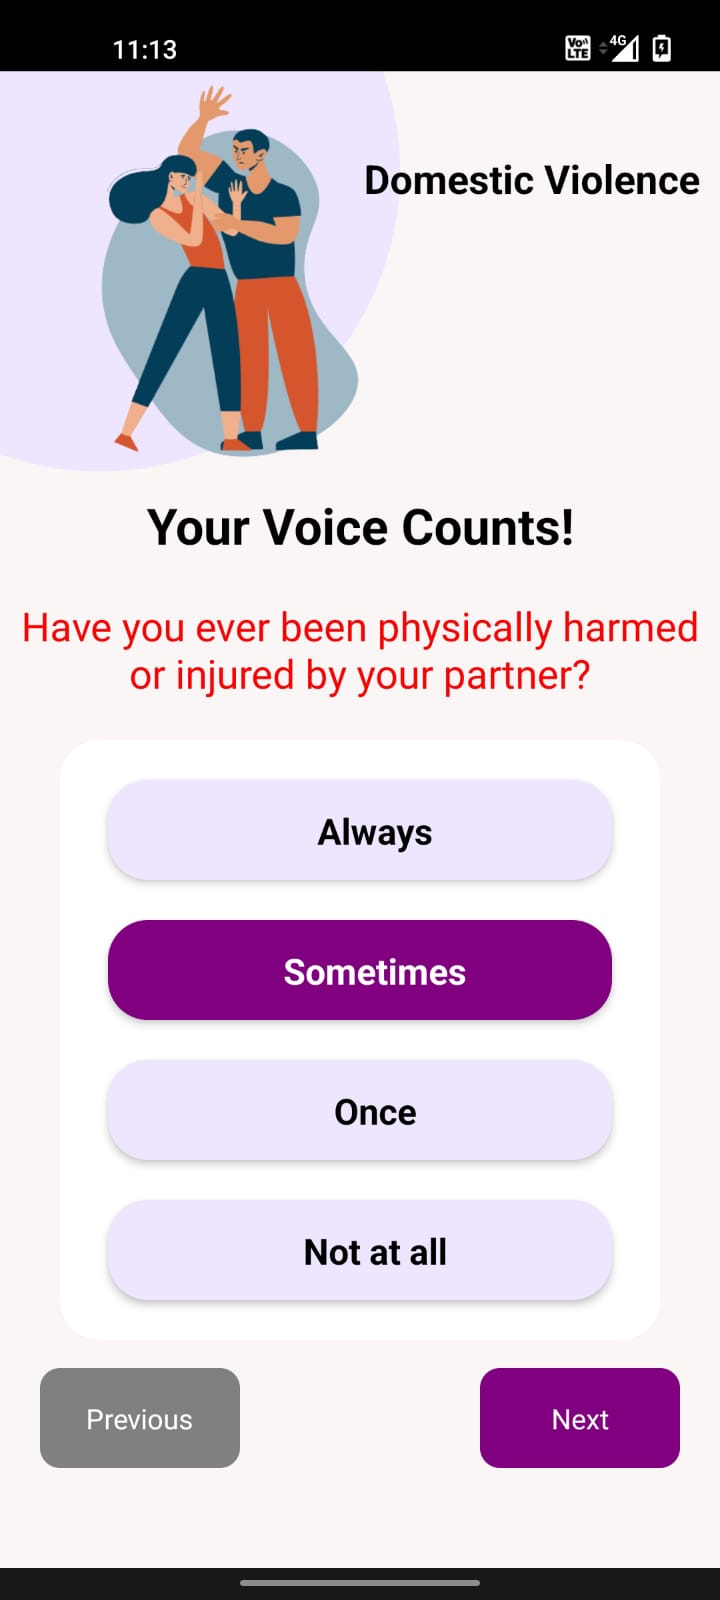 11:13
Vo)) LTE 4G
Domestic Violence
Your Voice Counts!
Have you ever been physically harmed
or injured by your partner?
Always
Sometimes
Once
Not at all
Previous
Next